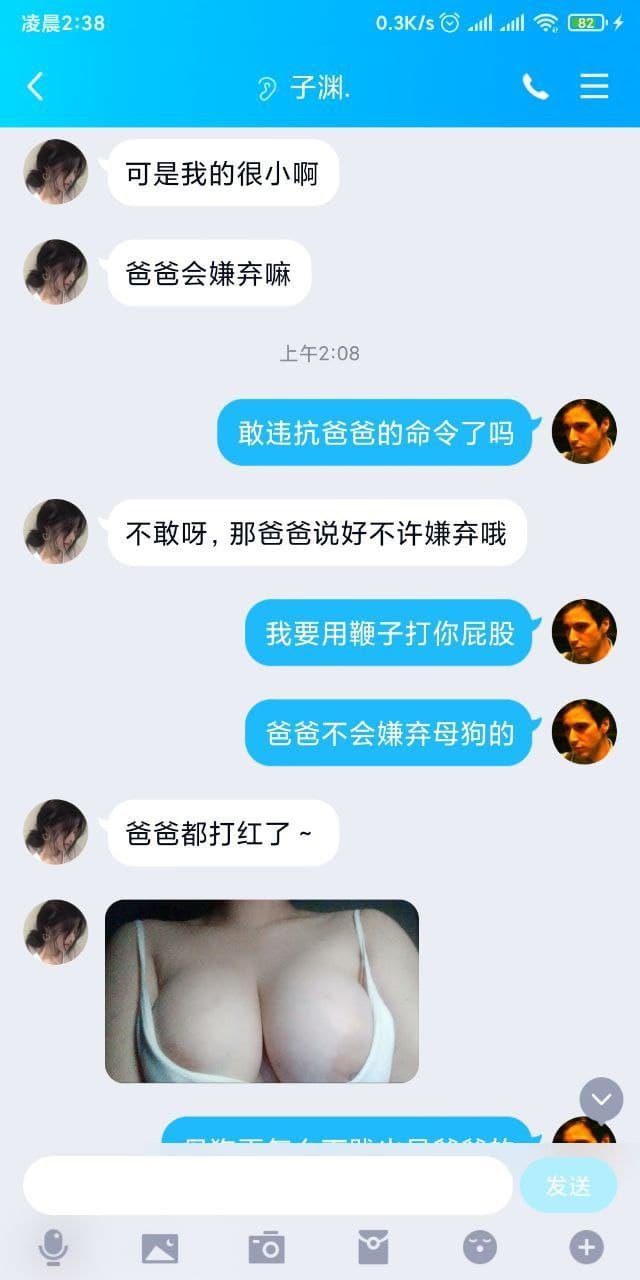 凌晨2:38
0.3K/s
82
子渊.
可是我的很小啊
爸爸会嫌弃嘛
上午2:08
敢违抗爸爸的命令了吗
不敢呀，那爸爸说好不许嫌弃哦
我要用鞭子打你屁股
爸爸不会嫌弃母狗的
爸爸都打红了～
发送